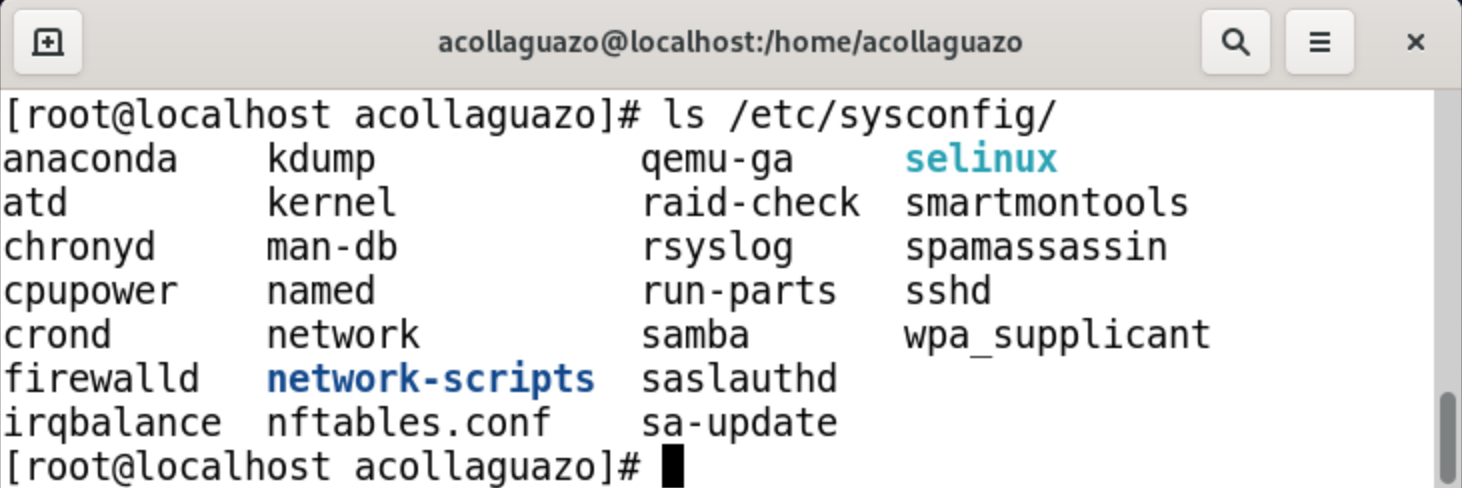 acollaguazo@localhost:/home/acollaguazo
[root@localhost acollaguazo]# ls /etc/sysconfig/
anaconda kdump qemu-ga selinux
atd kernel raid-check smartmontools
chronyd man-db rsyslog spamassassin
cpupower named run-parts sshd
crond network samba wpa_supplicant
firewalld network-scripts saslauthd
irqbalance nftables.conf sa-update
[root@localhost acollaguazo]#